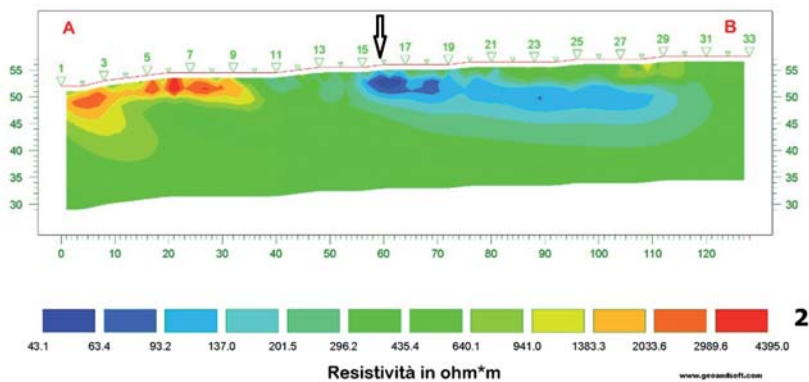 A B
1 3 5 7 9 11 13 15 17 19 21 23 25 27 29 31 33
55 55
50 50
45 45
40 40
35 35
30 30
0 10 20 30 40 50 60 70 80 90 100 110 120
2
43.1 63.4 93.2 137.0 201.5 296.2 435.4 640.1 941.0 1383.3 2033.6 2989.6 4395.0
Resistività in ohm*m
www.geoandsoft.com